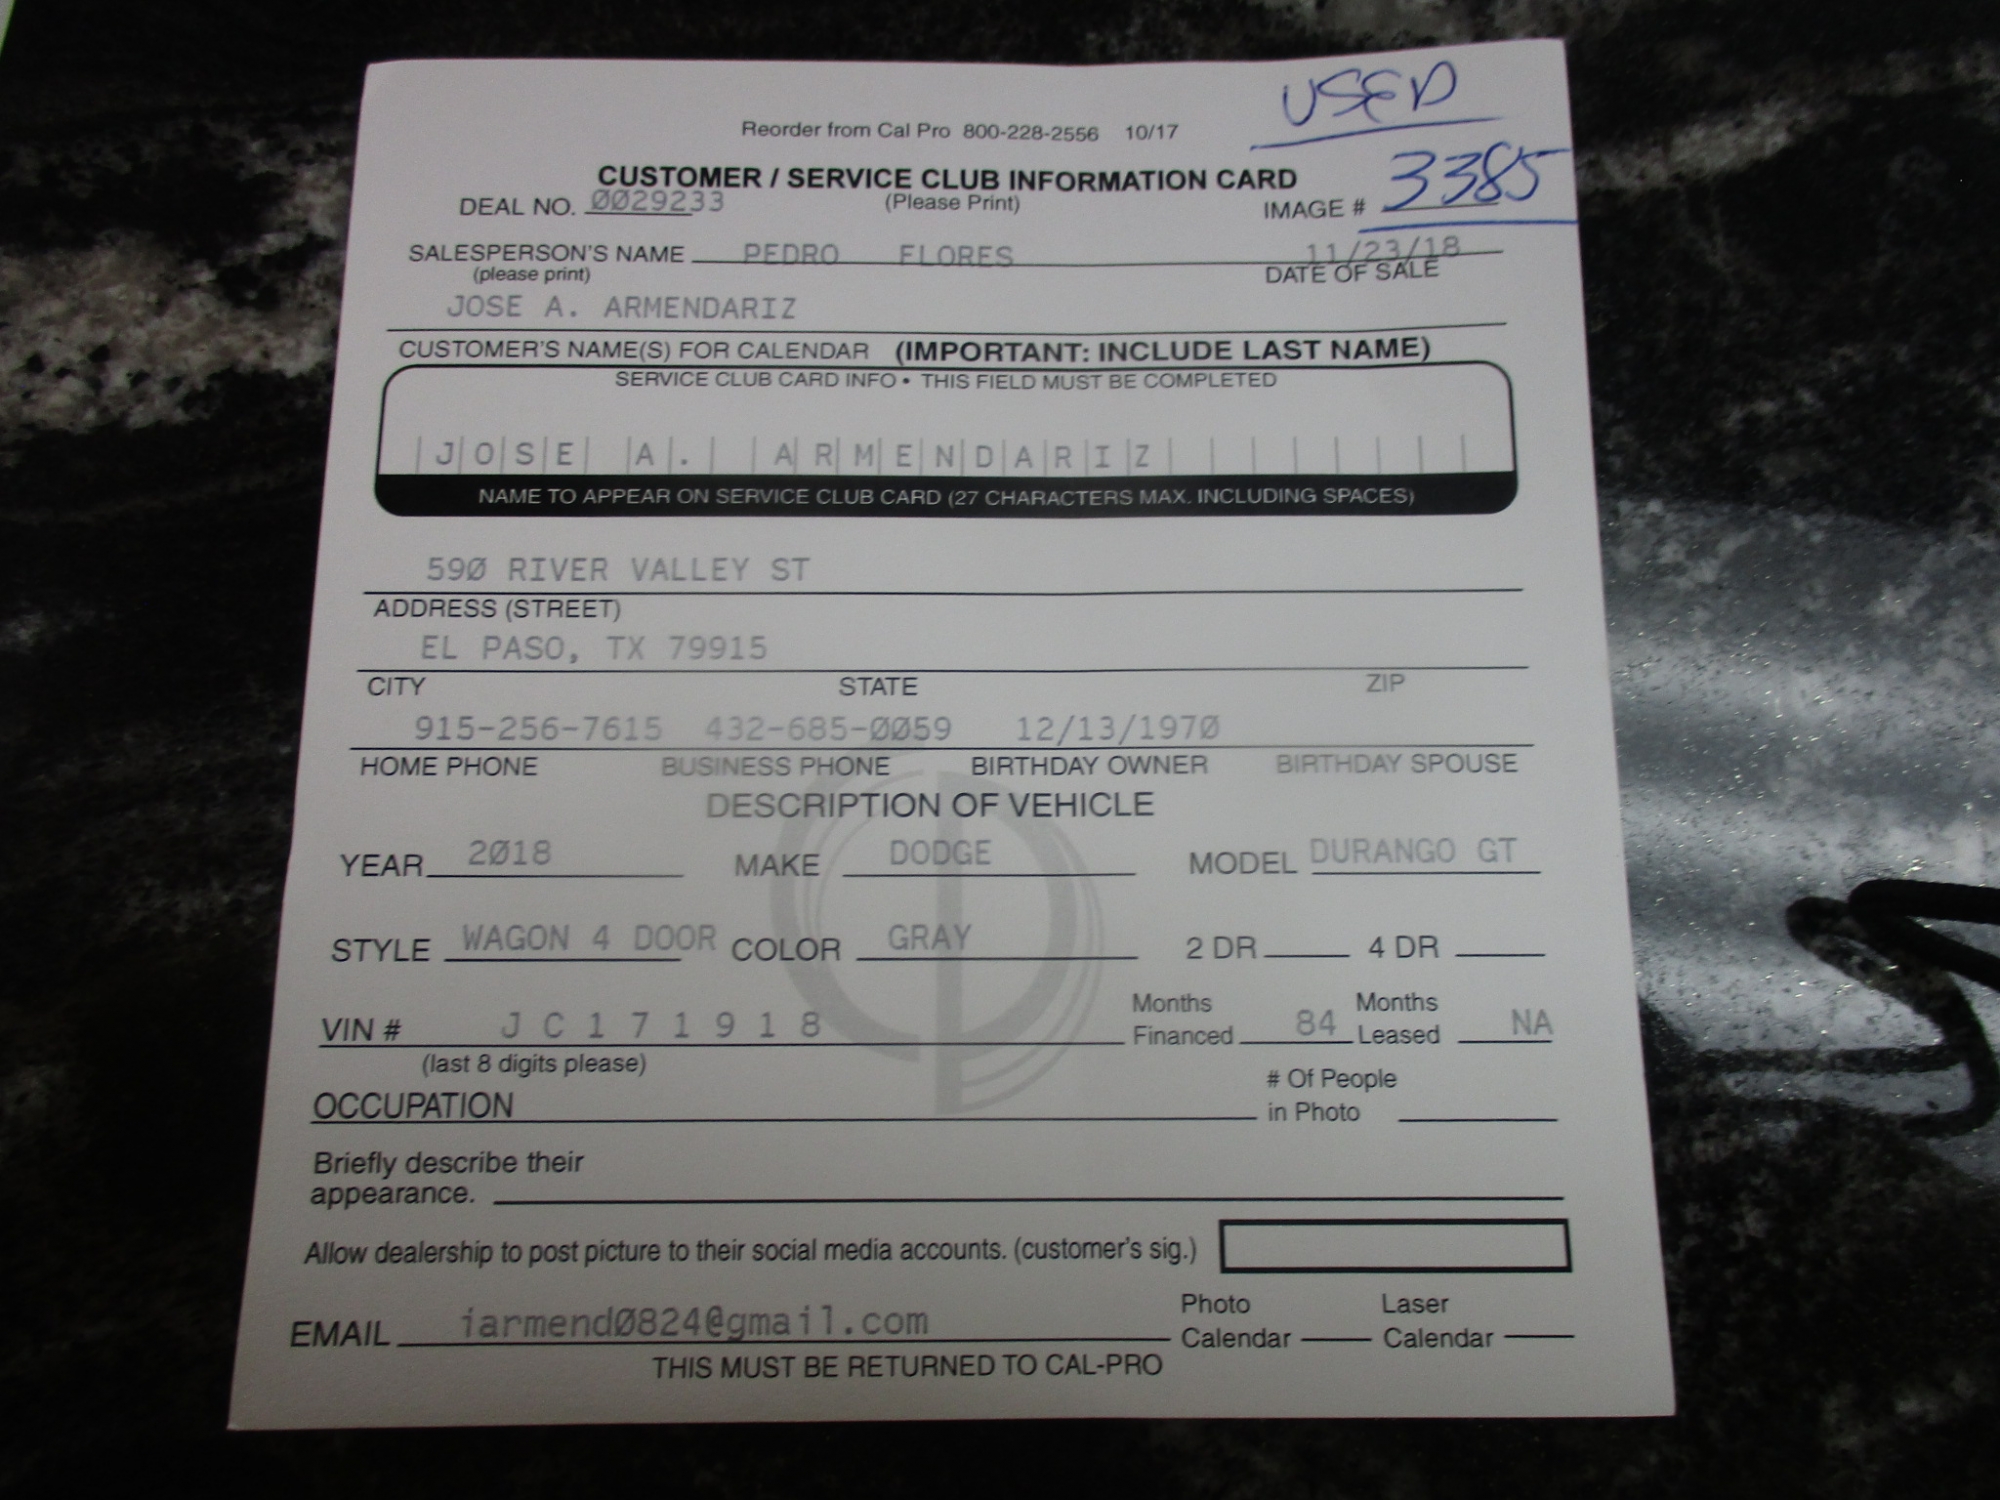 USED
Reorder from Cal Pro 800-228-2556 10/17
CUSTOMER / SERVICE CLUB INFORMATION CARD
DEAL NO. 0029233 (Please Print) IMAGE # 3385
SALESPERSON'S NAME PEDRO FLORES 11/23/18
(please print) DATE OF SALE
JOSE A. ARMENDARIZ
CUSTOMER'S NAME(S) FOR CALENDAR (IMPORTANT: INCLUDE LAST NAME)
SERVICE CLUB CARD INFO • THIS FIELD MUST BE COMPLETED
JOSE A. ARMENDARIZ
NAME TO APPEAR ON SERVICE CLUB CARD (27 CHARACTERS MAX. INCLUDING SPACES)
590 RIVER VALLEY ST
ADDRESS (STREET)
EL PASO, TX 79915
CITY STATE ZIP
915-256-7615 432-685-0059 12/13/1970
HOME PHONE BUSINESS PHONE BIRTHDAY OWNER BIRTHDAY SPOUSE
DESCRIPTION OF VEHICLE
YEAR 2018 MAKE DODGE MODEL DURANGO GT
STYLE WAGON 4 DOOR COLOR GRAY 2 DR 4 DR
VIN # JC171918 Months Financed 84 Months Leased NA
(last 8 digits please)
OCCUPATION # Of People in Photo
Briefly describe their
appearance.
Allow dealership to post picture to their social media accounts. (customer's sig.)
EMAIL iarmend0824@gmail.com Photo Calendar Laser Calendar
THIS MUST BE RETURNED TO CAL-PRO